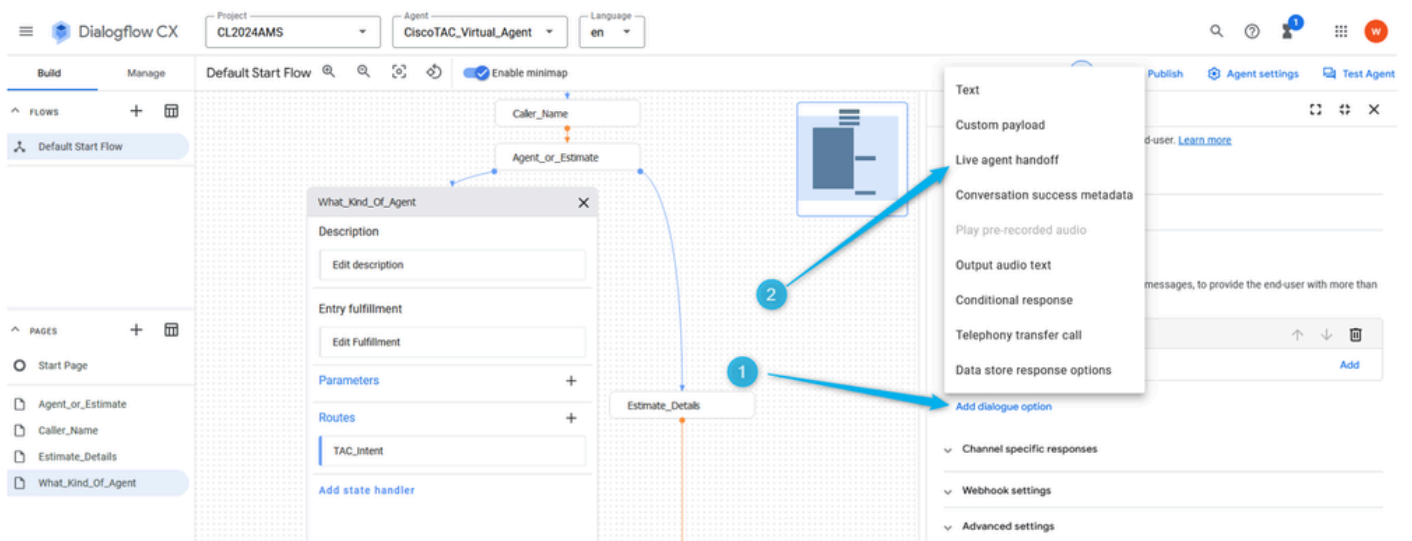 Project
Agent
Language
Dialogflow CX
CL2024AMS
CiscoTAC_Virtual_Agent
en
1
W
Build
Manage
Default Start Flow
Enable minimap
Publish
Agent settings
Test Agent
FLOWS
Default Start Flow
PAGES
Start Page
Agent_or_Estimate
Caller_Name
Estimate_Details
What_Kind_Of_Agent
Caller_Name
Agent_or_Estimate
What_Kind_Of_Agent
Description
Edit description
Entry fulfillment
Edit Fulfillment
Parameters
Routes
TAC_Intent
Add state handler
Estimate_Details
2
1
Text
Custom payload
Live agent handoff
Conversation success metadata
Play pre-recorded audio
Output audio text
Conditional response
Telephony transfer call
Data store response options
d-user. Learn more
messages, to provide the end-user with more than
Add
Add dialogue option
Channel specific responses
Webhook settings
Advanced settings